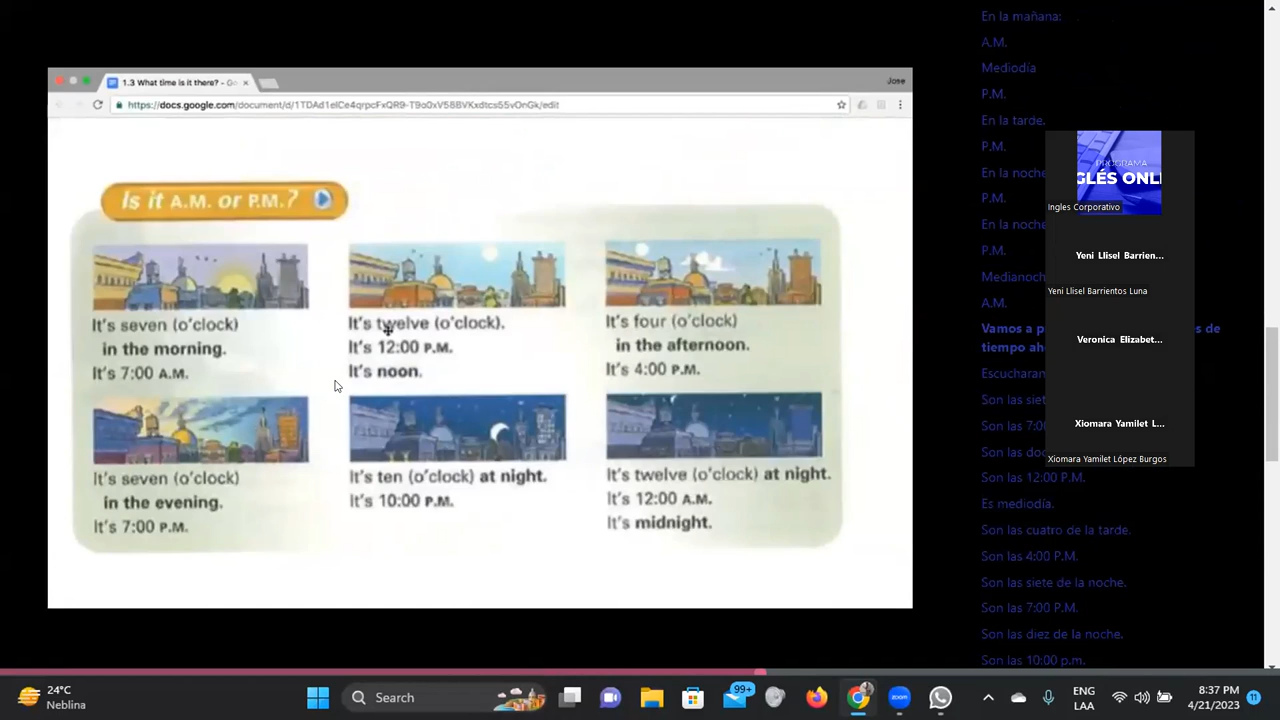 1.3 What time is it there? - Go
Jose
https://docs.google.com/document/d/1TDAd1elCe4qrpcFxQR9-T9o0xV58BVKxdtcs55vOnGk/edit
Is it A.M. or P.M.?
It's seven (o'clock)
in the morning.
It's 7:00 A.M.
It's twelve (o'clock).
It's 12:00 P.M.
It's noon.
It's four (o'clock)
in the afternoon.
It's 4:00 P.M.
It's seven (o'clock)
in the evening.
It's 7:00 P.M.
It's ten (o'clock) at night.
It's 10:00 P.M.
It's twelve (o'clock) at night.
It's 12:00 A.M.
It's midnight.
En la mañana:
A.M.
Mediodía
P.M.
En la tarde.
P.M.
En la noche
P.M.
En la noche
P.M.
Medianoch
A.M.
Vamos a p s de
tiempo aho
Escucharan
Son las siet
Son las 7:00
Son las doc
Son las 12:00 P.M.
Es mediodía.
Son las cuatro de la tarde.
Son las 4:00 P.M.
Son las siete de la noche.
Son las 7:00 P.M.
Son las diez de la noche.
Son las 10:00 p.m.
PROGRAMA
GLÉS ONLI
Ingles Corporativo
Yeni Llisel Barrien...
Yeni Llisel Barrientos Luna
Veronica Elizabet...
Xiomara Yamilet L...
Xiomara Yamilet López Burgos
24°C
Neblina
Search
99+
ENG
LAA
8:37 PM
4/21/2023
11